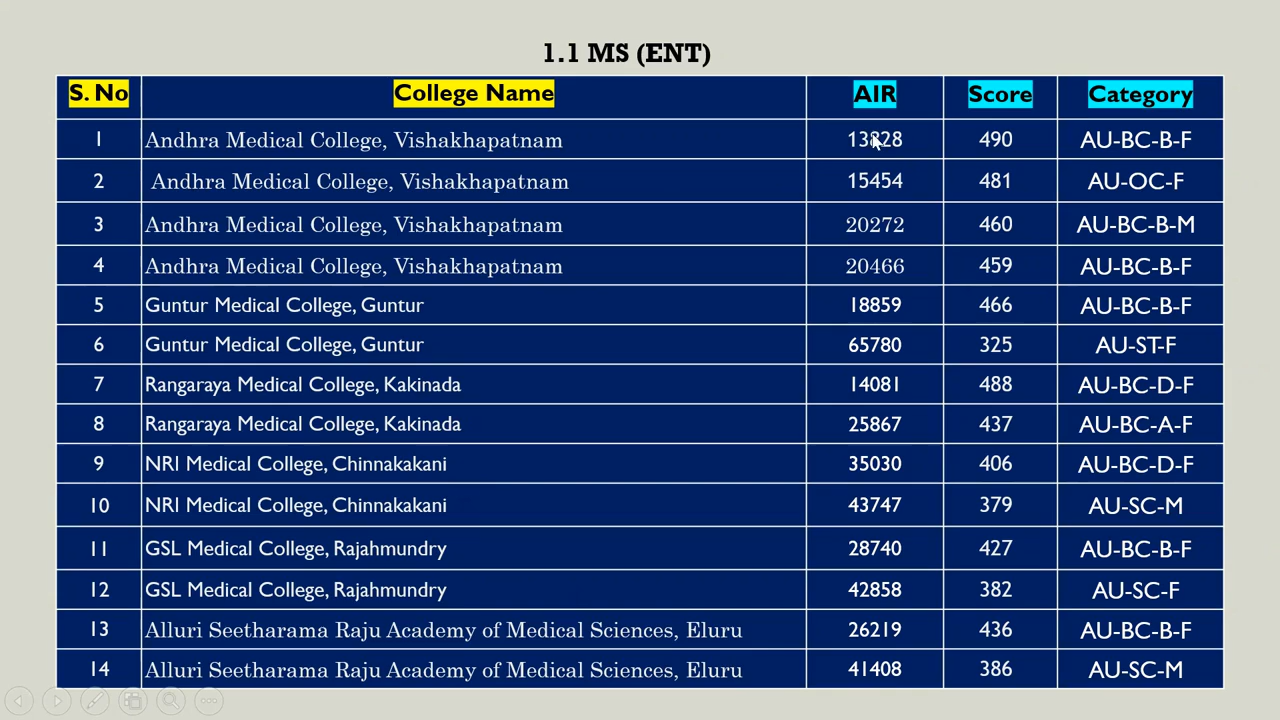 1.1 MS (ENT)
S. No College Name AIR Score Category
1 Andhra Medical College, Vishakhapatnam 13828 490 AU-BC-B-F
2 Andhra Medical College, Vishakhapatnam 15454 481 AU-OC-F
3 Andhra Medical College, Vishakhapatnam 20272 460 AU-BC-B-M
4 Andhra Medical College, Vishakhapatnam 20466 459 AU-BC-B-F
5 Guntur Medical College, Guntur 18859 466 AU-BC-B-F
6 Guntur Medical College, Guntur 65780 325 AU-ST-F
7 Rangaraya Medical College, Kakinada 14081 488 AU-BC-D-F
8 Rangaraya Medical College, Kakinada 25867 437 AU-BC-A-F
9 NRI Medical College, Chinnakakani 35030 406 AU-BC-D-F
10 NRI Medical College, Chinnakakani 43747 379 AU-SC-M
11 GSL Medical College, Rajahmundry 28740 427 AU-BC-B-F
12 GSL Medical College, Rajahmundry 42858 382 AU-SC-F
13 Alluri Seetharama Raju Academy of Medical Sciences, Eluru 26219 436 AU-BC-B-F
14 Alluri Seetharama Raju Academy of Medical Sciences, Eluru 41408 386 AU-SC-M